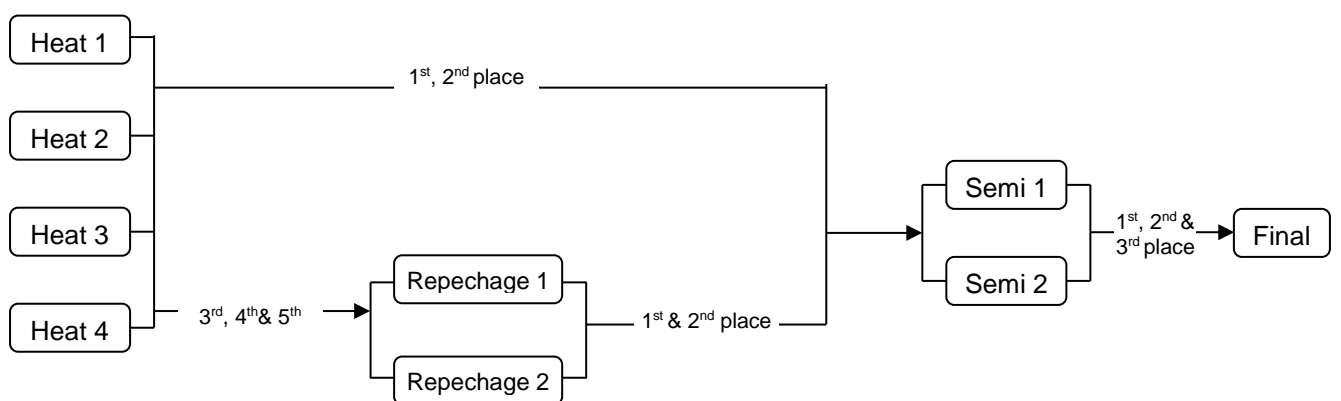 Heat 1
1st, 2nd place
Heat 2
Semi 1
Heat 3
1st, 2nd &
3rd place
Final
Repechage 1
Semi 2
Heat 4
3rd, 4th& 5th
1st & 2nd place
Repechage 2